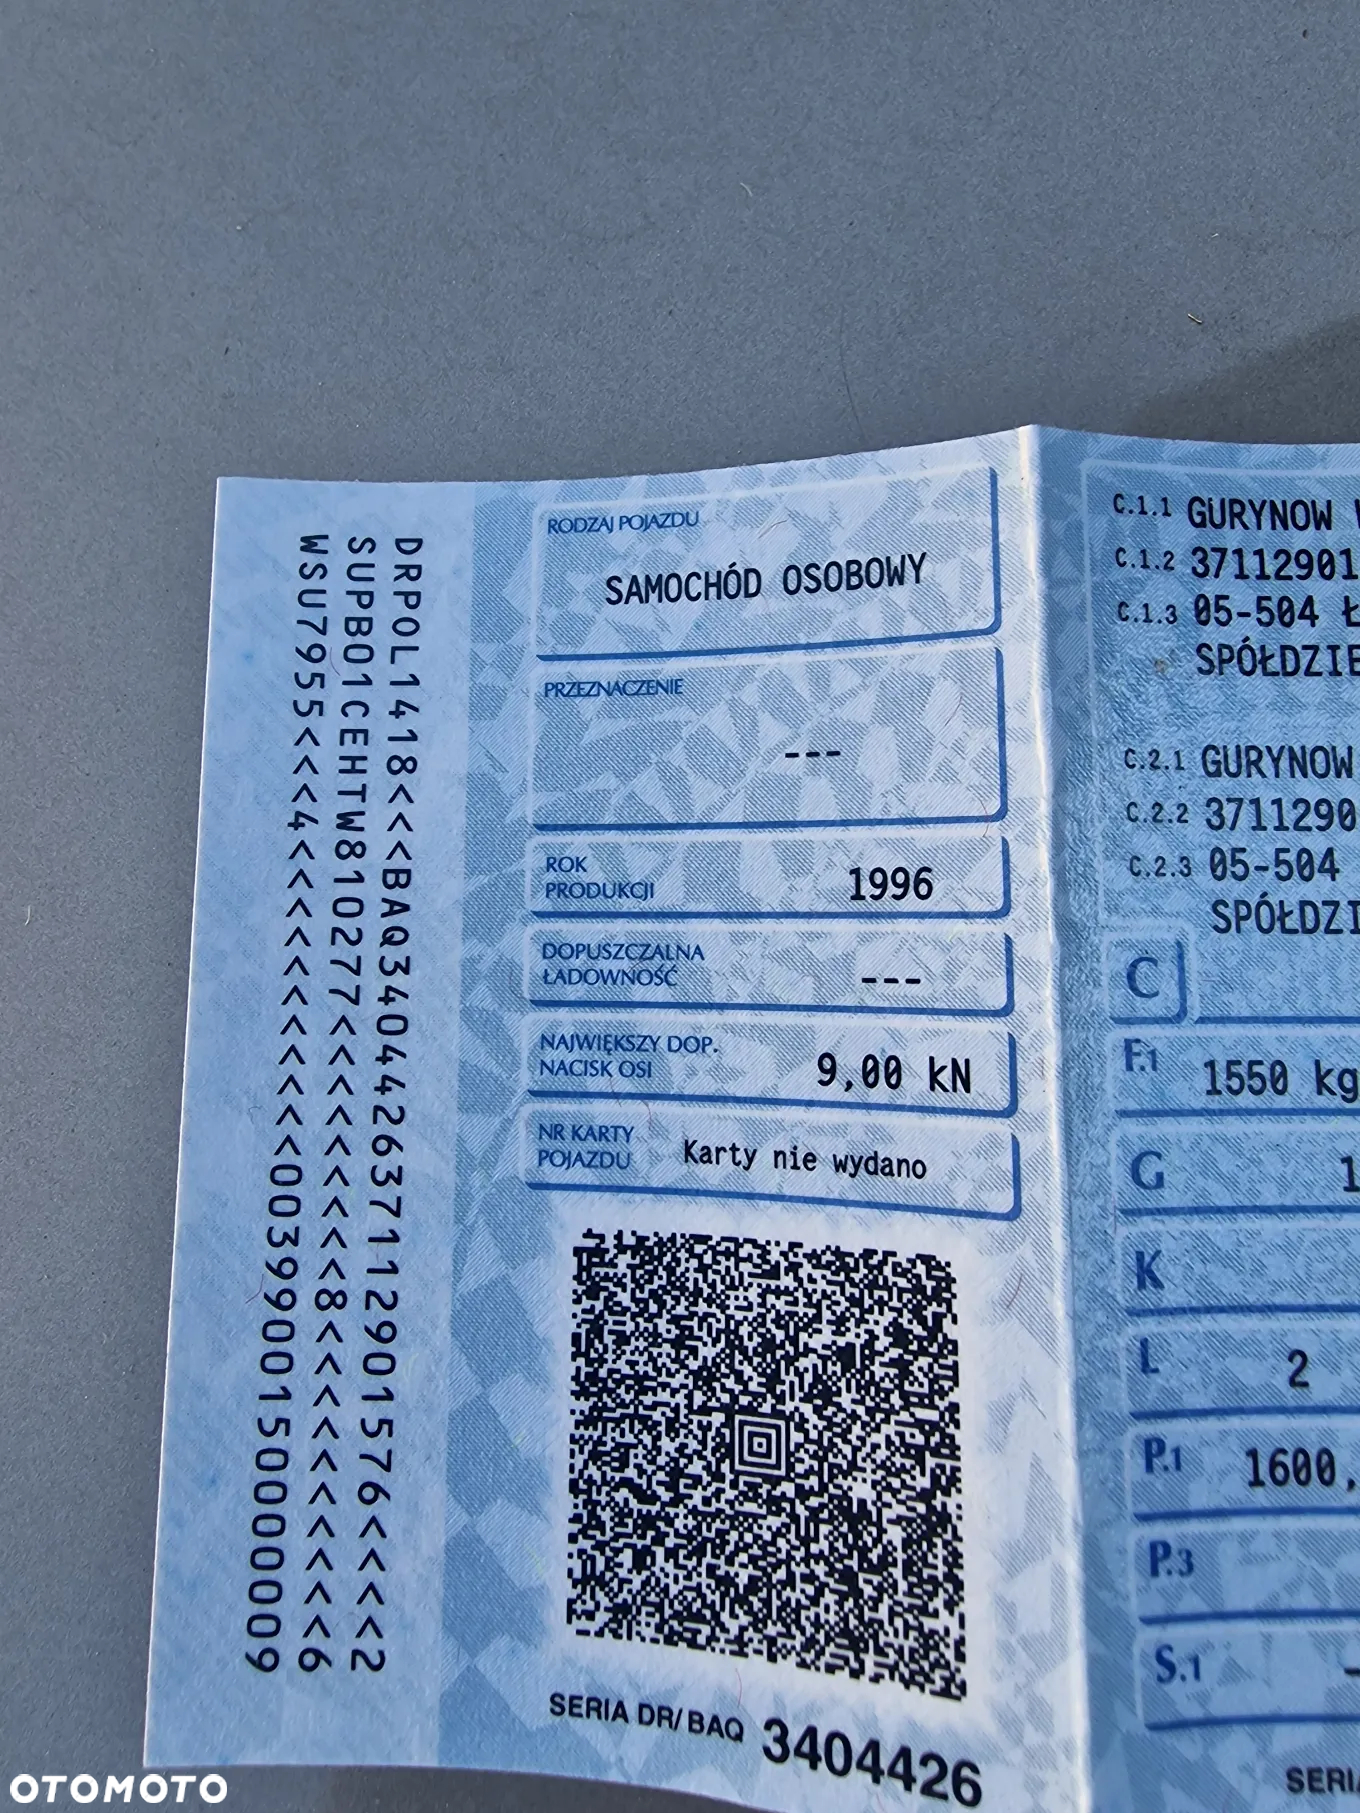 DRPOL1418<<<BAQ340442637112901576<<<<2
SUPB01CEHTW810277<<<<<<<<8<<<<<<<<<<<6
WSU7955<<<4<<<<<<<<<<<003990015000000009
RODZAJ POJAZDU
SAMOCHÓD OSOBOWY
PRZEZNACZENIE
---
ROK
PRODUKCJI
1996
DOPUSZCZALNA
ŁADOWNOŚĆ
---
NAJWIĘKSZY DOP.
NACISK OSI
9,00 kN
NR KARTY
POJAZDU
Karty nie wydano
SERIA DR/BAQ 3404426
C.1.1 GURYNOW
C.1.2 37112901
C.1.3 05-504 Ł
SPÓŁDZIE
C.2.1 GURYNOW
C.2.2 3711290
C.2.3 05-504
SPÓŁDZI
C
F.1 1550 kg
G 1
K
L 2
P.1 1600,
P.3
S.1 -
SERIA
OTOMOTO